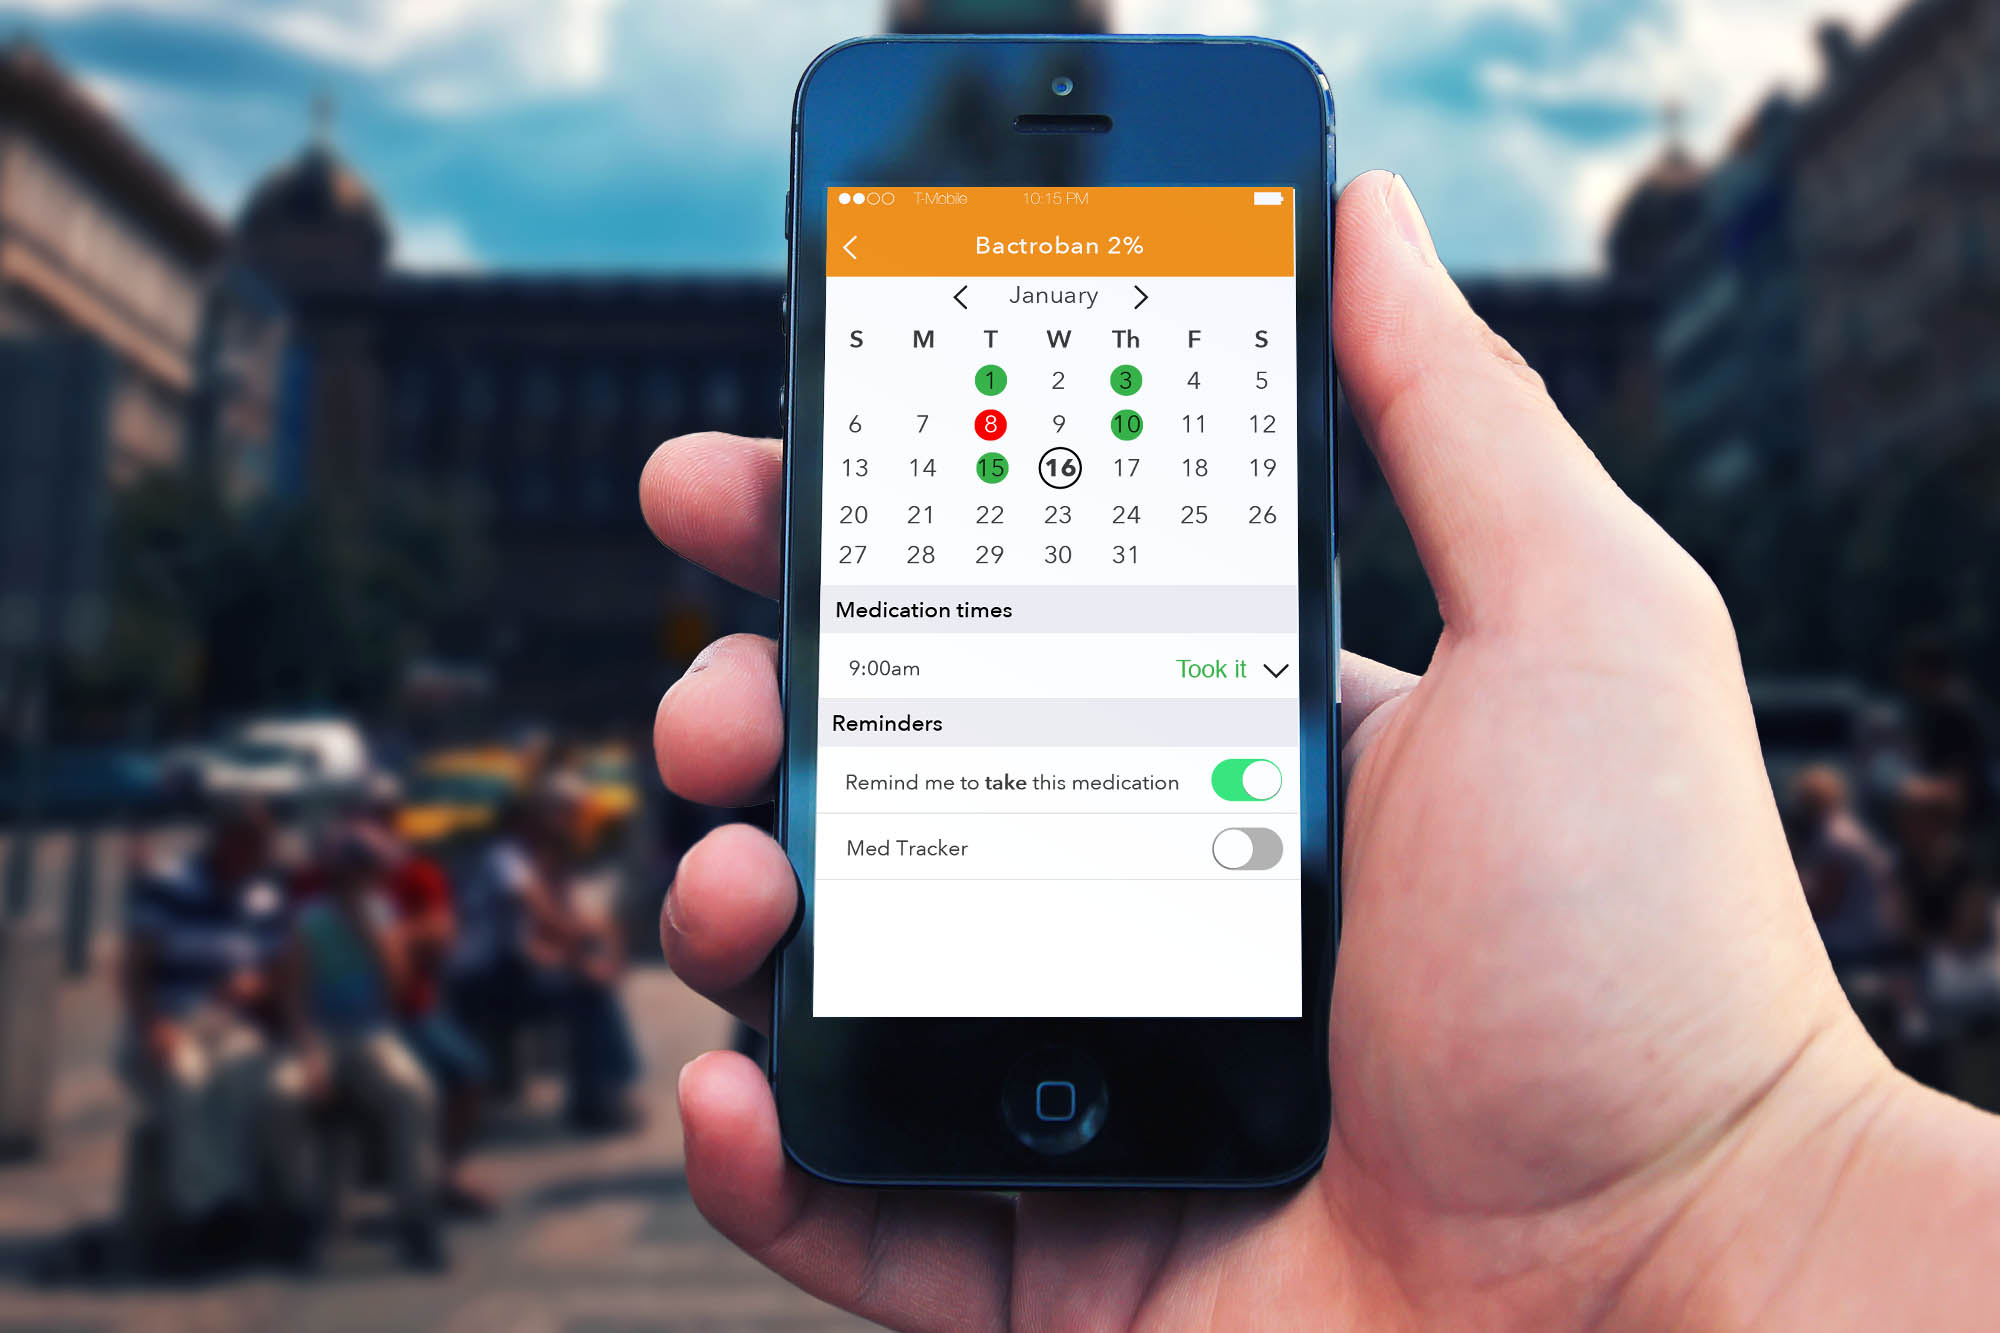 T-Mobile 10:15 PM
Bactroban 2%
January
S M T W Th F S
1 2 3 4 5
6 7 8 9 10 11 12
13 14 15 16 17 18 19
20 21 22 23 24 25 26
27 28 29 30 31
Medication times
9:00am Took it
Reminders
Remind me to take this medication
Med Tracker